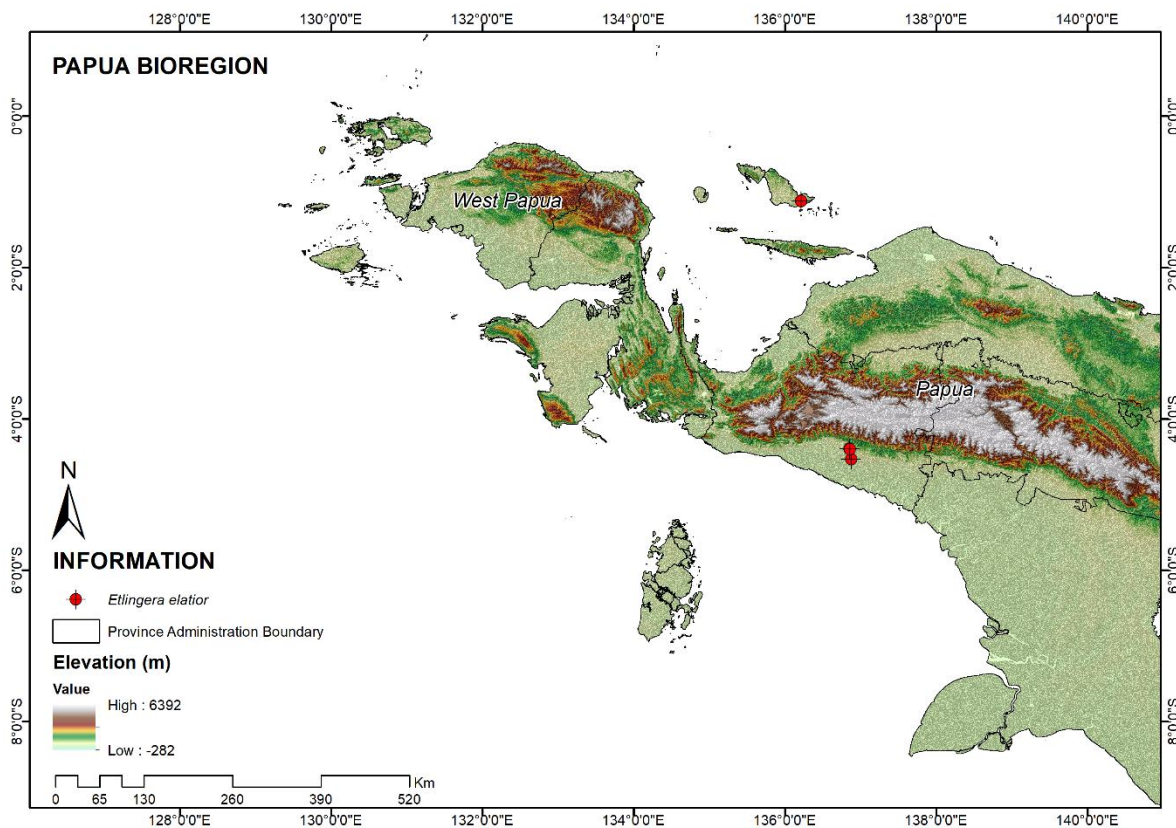 128°0'0"E 130°0'0"E 132°0'0"E 134°0'0"E 136°0'0"E 138°0'0"E 140°0'0"E
PAPUA BIOREGION
0°0'0" 0°0'0"
West Papua
2°0'0"S 2°0'0"S
Papua
4°0'0"S 4°0'0"S
N
INFORMATION
6°0'0"S 6°0'0"S
Etlingera elatior
Province Administration Boundary
Elevation (m)
Value
High : 6392
8°0'0"S 8°0'0"S
Low : -282
Km
0 65 130 260 390 520
128°0'0"E 130°0'0"E 132°0'0"E 134°0'0"E 136°0'0"E 138°0'0"E 140°0'0"E